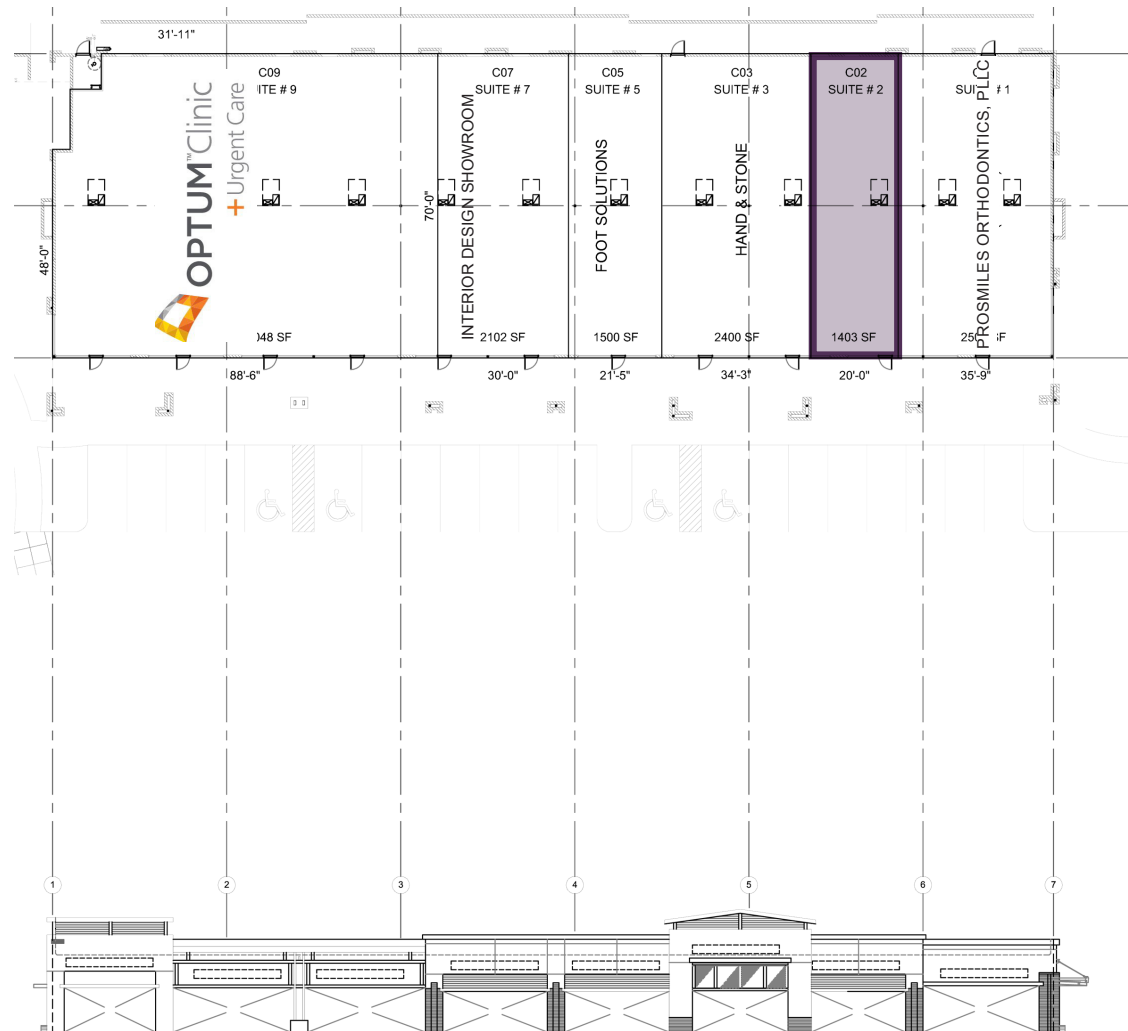 31'-11"
C09
C07
SUITE # 7
C05
SUITE # 5
C03
SUITE # 3
C02
SUITE # 2
# 1
OPTUM™ Clinic
+ Urgent Care
INTERIOR DESIGN SHOWROOM
FOOT SOLUTIONS
HAND & STONE
PROSMILES ORTHODONTICS, PLLC
48'-0"
70'-0"
2102 SF
1500 SF
2400 SF
1403 SF
88'-6"
30'-0"
21'-5"
34'-3"
20'-0"
35'-9"
1
2
3
4
5
6
7